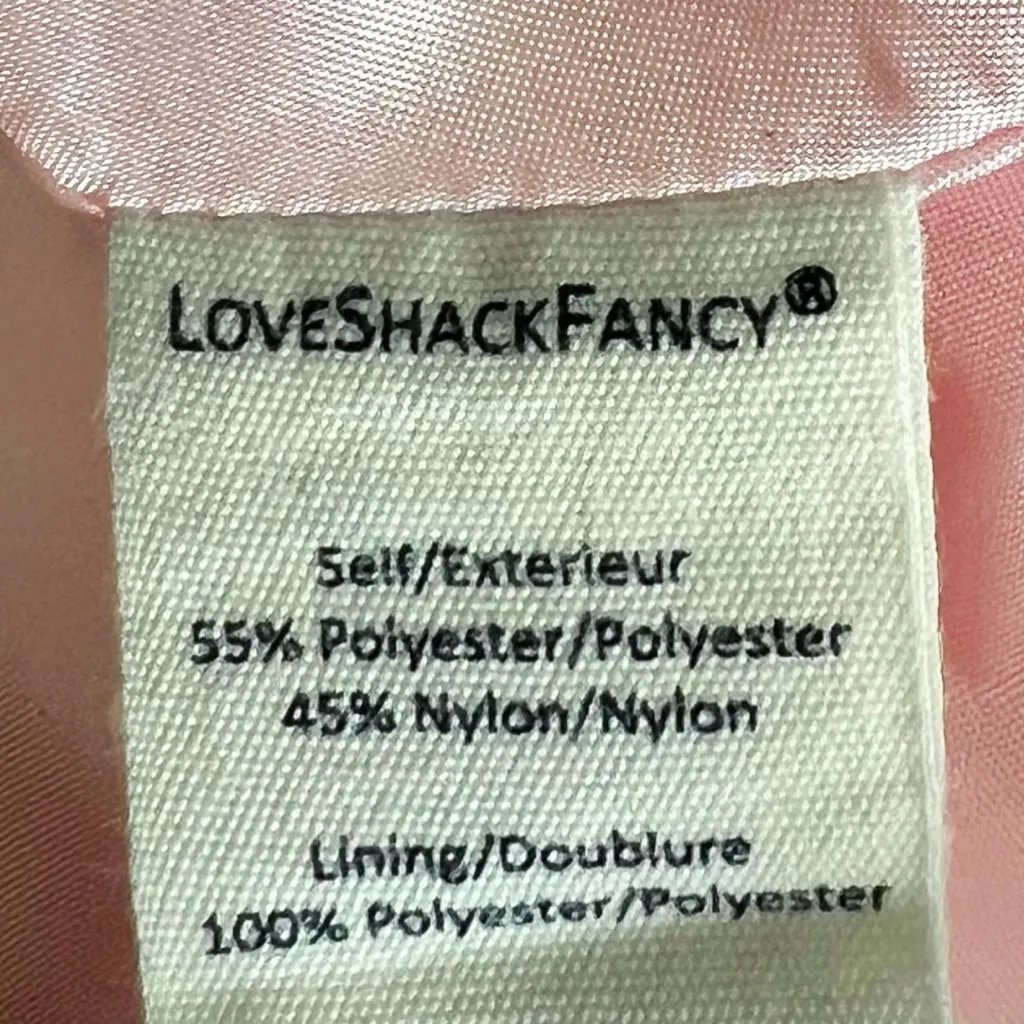 LOVESHACKFANCY®
Self/Exterieur
55% Polyester/Polyester
45% Nylon/Nylon
Lining/Doublure
100% Polyester/Polyester